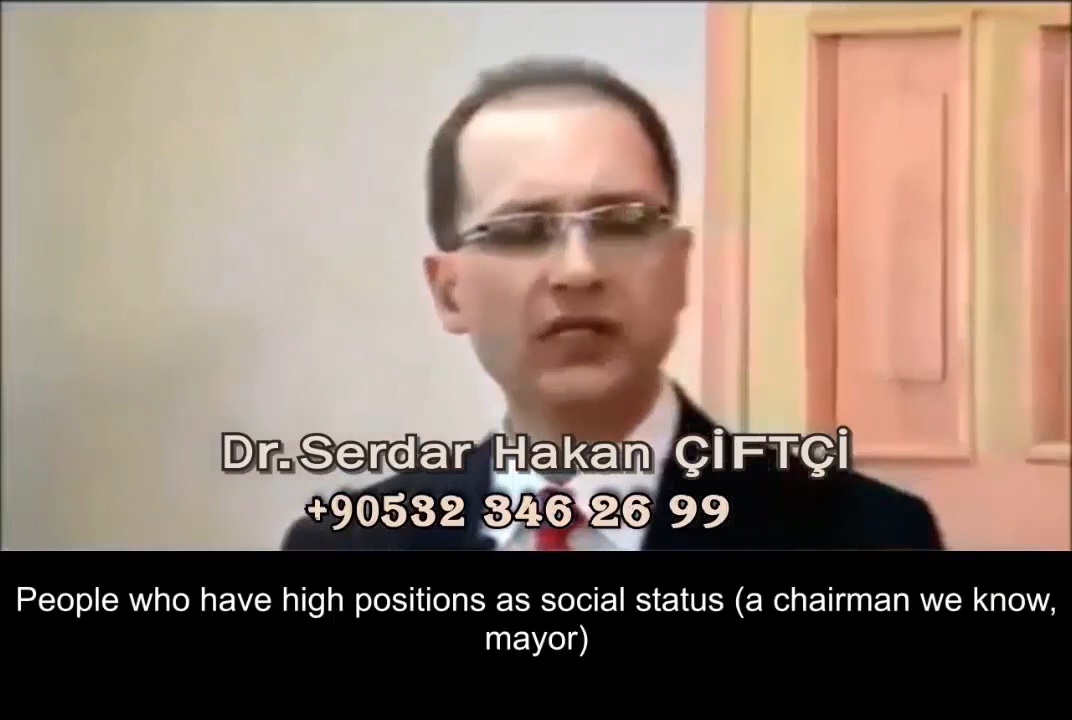 Dr.Serdar Hakan ÇİFTÇİ
+90532 346 26 99
People who have high positions as social status (a chairman we know,
mayor)